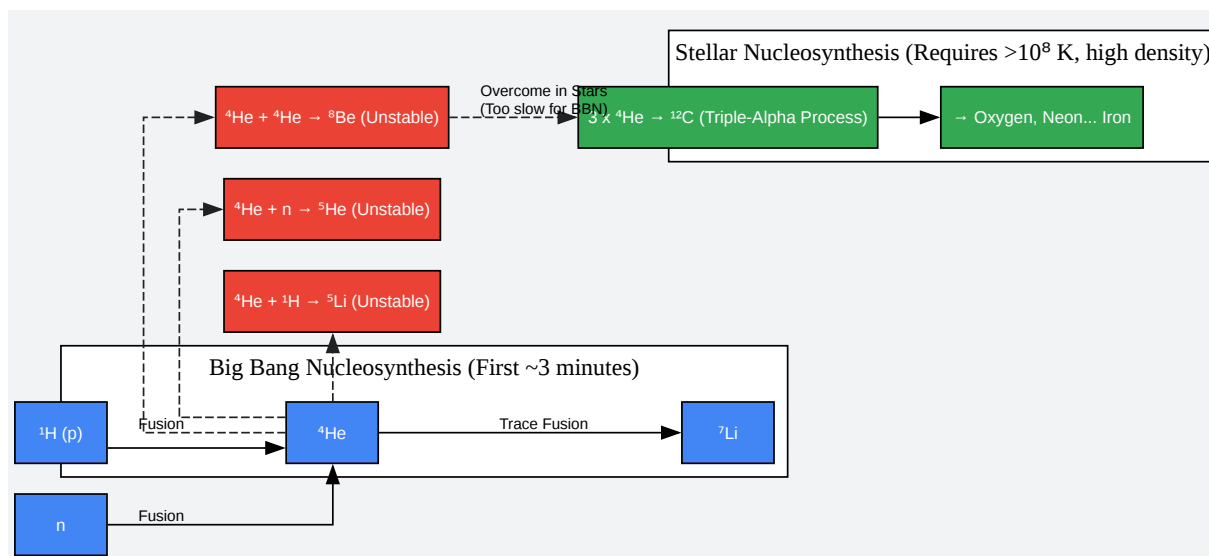 Stellar Nucleosynthesis (Requires >10⁸ K, high density)
Overcome in Stars
(Too slow for BBN)
⁴He + ⁴He → ⁸Be (Unstable)
3 x ⁴He → ¹²C (Triple-Alpha Process)
→ Oxygen, Neon... Iron
⁴He + n → ⁵He (Unstable)
⁴He + ¹H → ⁵Li (Unstable)
Big Bang Nucleosynthesis (First ~3 minutes)
¹H (p)
Fusion
⁴He
Trace Fusion
⁷Li
n
Fusion